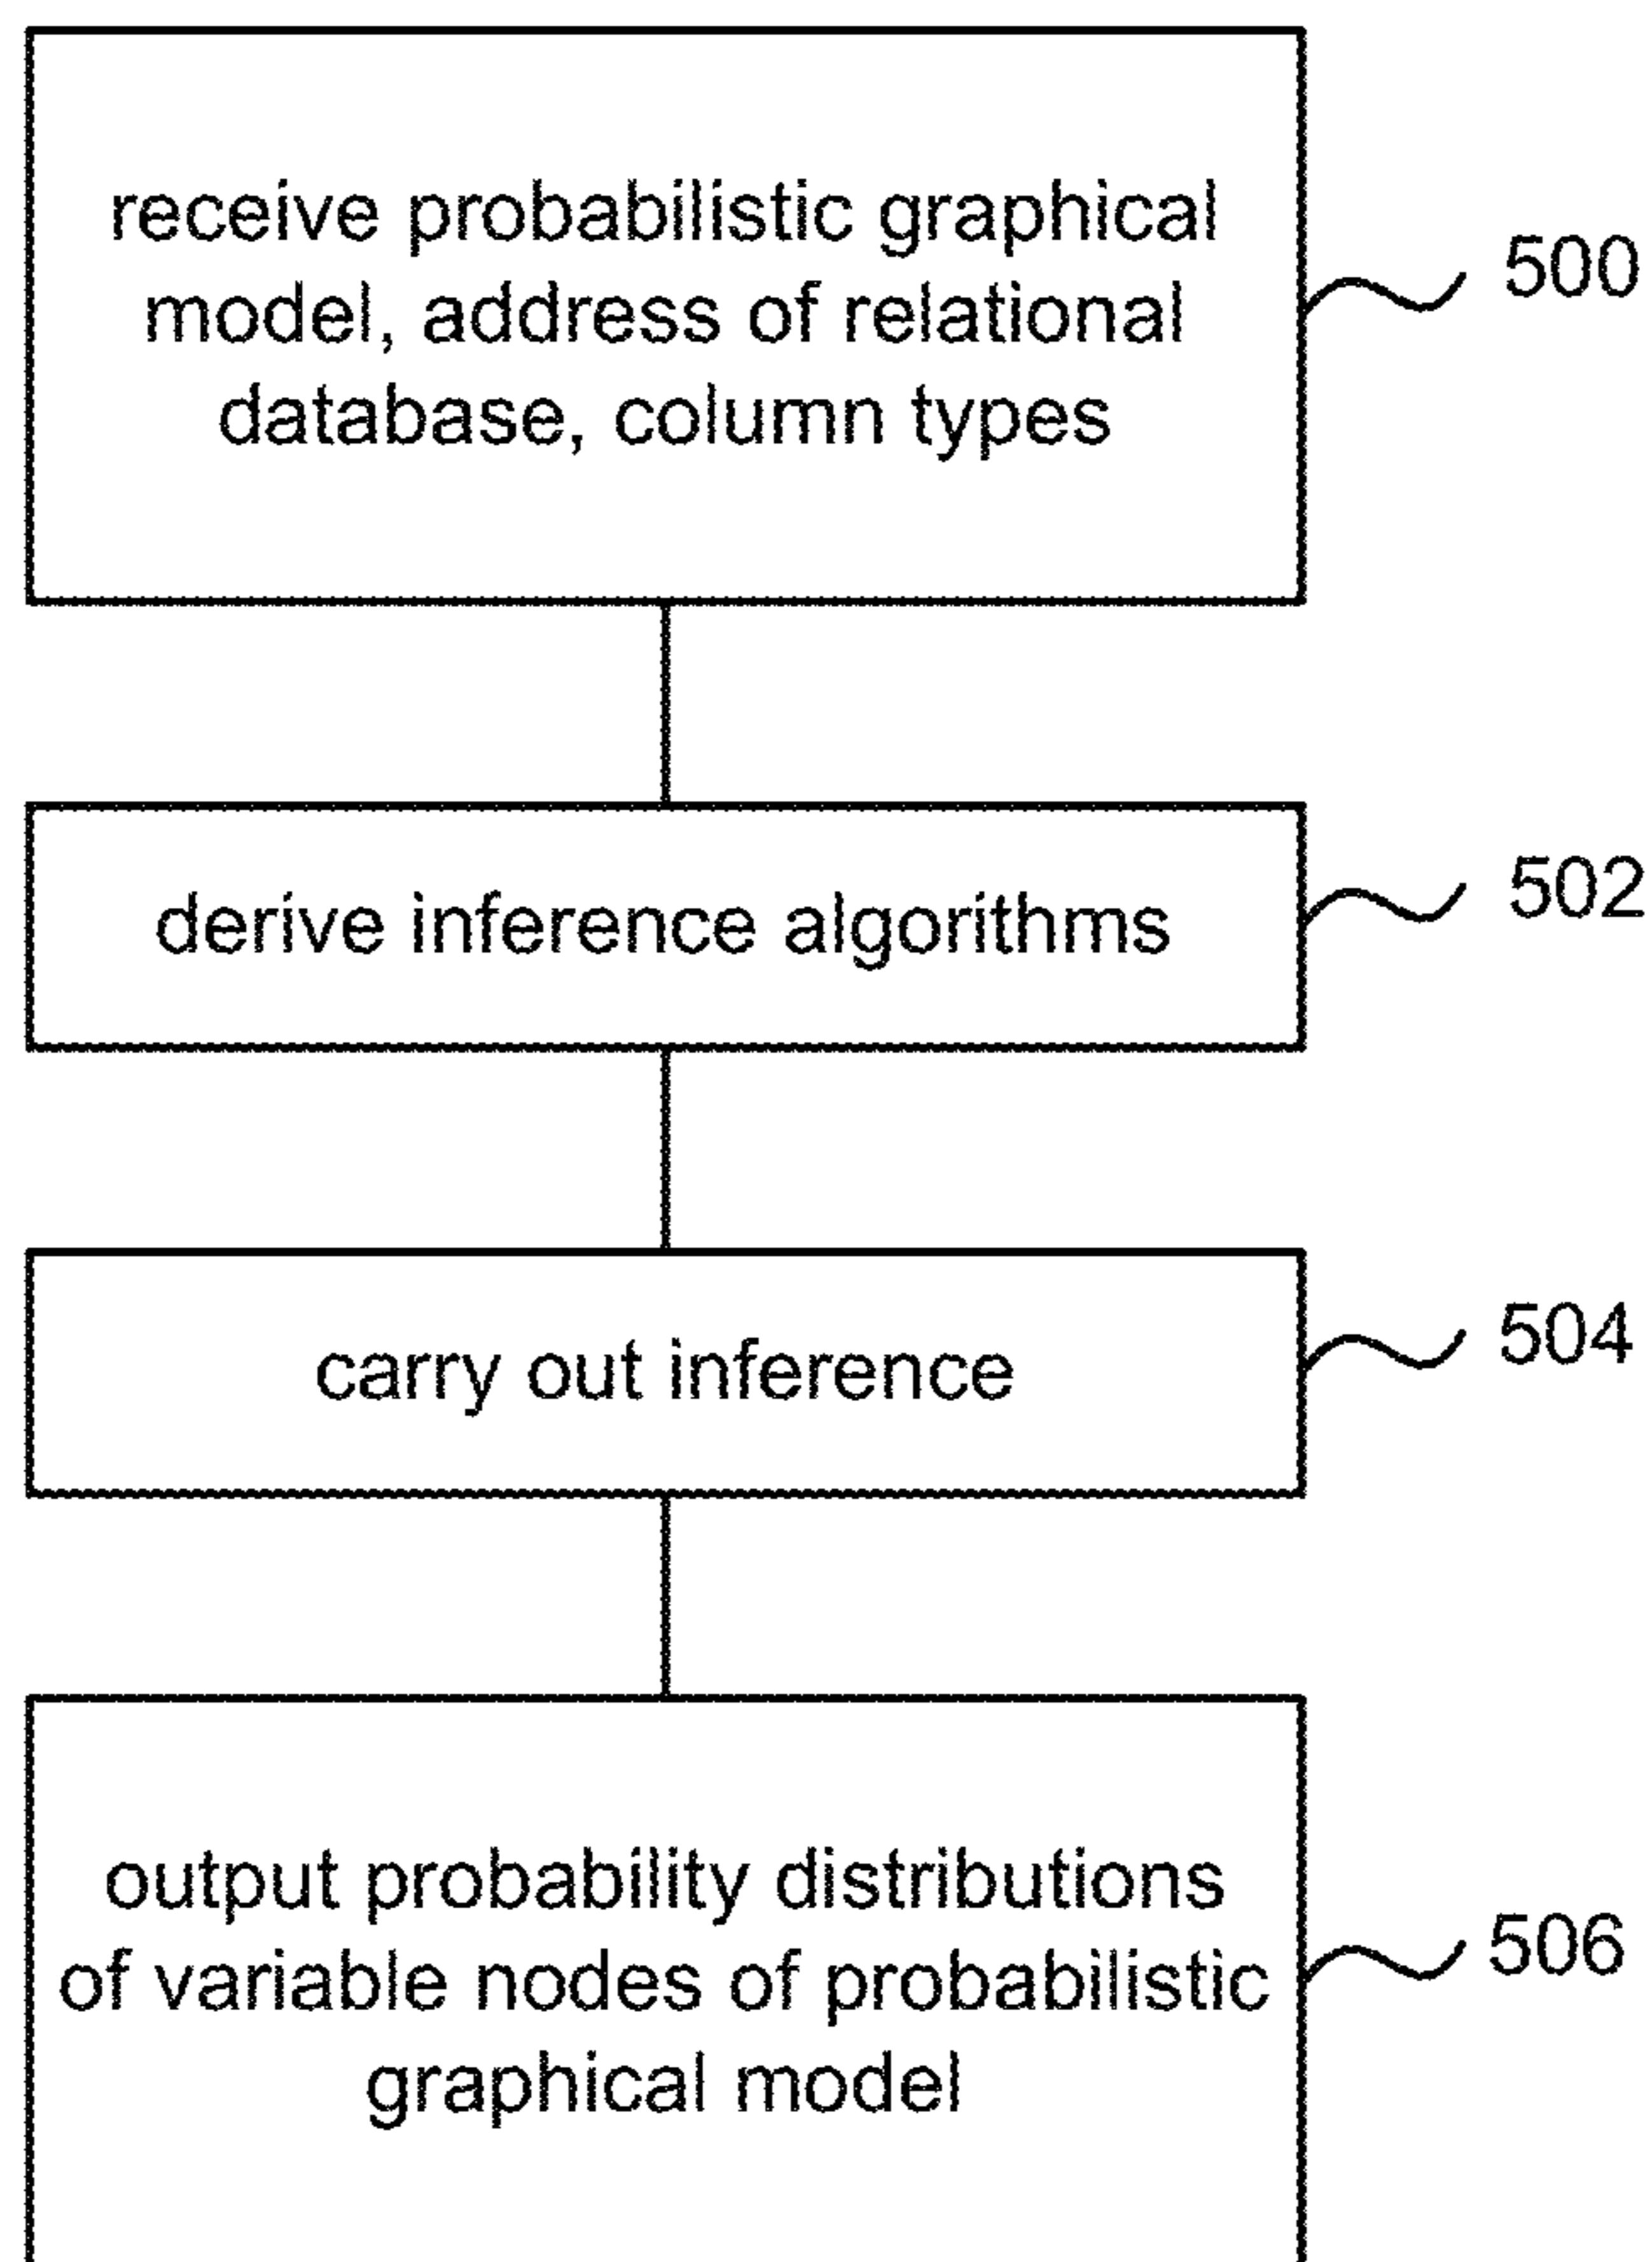 receive probabilistic graphical
model, address of relational
database, column types
500
derive inference algorithms
502
carry out inference
504
output probability distributions
of variable nodes of probabilistic
graphical model
506